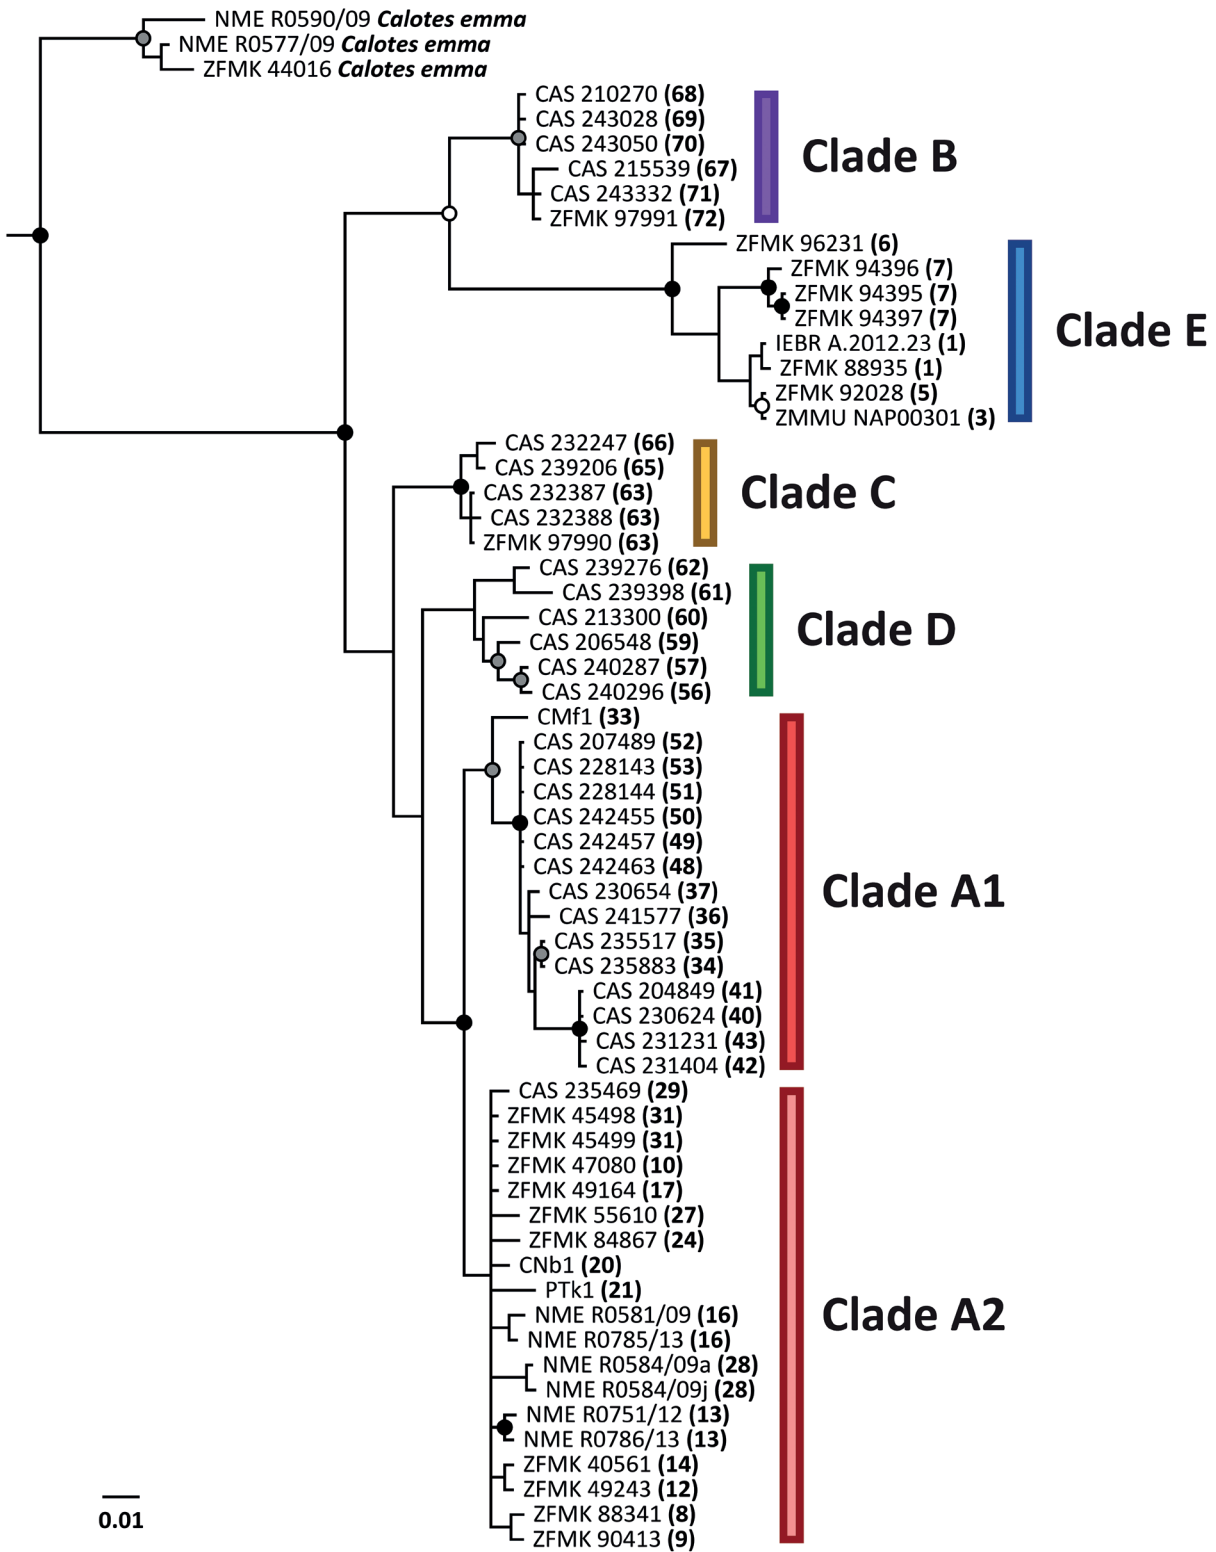 NME R0590/09 Calotes emma
NME R0577/09 Calotes emma
ZFMK 44016 Calotes emma
CAS 210270 (68)
CAS 243028 (69)
CAS 243050 (70)
Clade B
CAS 215539 (67)
CAS 243332 (71)
ZFMK 97991 (72)
ZFMK 96231 (6)
ZFMK 94396 (7)
ZFMK 94395 (7)
ZFMK 94397 (7)
Clade E
IEBR A.2012.23 (1)
ZFMK 88935 (1)
ZFMK 92028 (5)
ZMMU NAP00301 (3)
CAS 232247 (66)
CAS 239206 (65)
CAS 232387 (63)
Clade C
CAS 232388 (63)
ZFMK 97990 (63)
CAS 239276 (62)
CAS 239398 (61)
CAS 213300 (60)
Clade D
CAS 206548 (59)
CAS 240287 (57)
CAS 240296 (56)
CMf1 (33)
CAS 207489 (52)
CAS 228143 (53)
CAS 228144 (51)
CAS 242455 (50)
CAS 242457 (49)
CAS 242463 (48)
CAS 230654 (37)
Clade A1
CAS 241577 (36)
CAS 235517 (35)
CAS 235883 (34)
CAS 204849 (41)
CAS 230624 (40)
CAS 231231 (43)
CAS 231404 (42)
CAS 235469 (29)
ZFMK 45498 (31)
ZFMK 45499 (31)
ZFMK 47080 (10)
ZFMK 49164 (17)
ZFMK 55610 (27)
ZFMK 84867 (24)
CNb1 (20)
PTk1 (21)
NME R0581/09 (16)
Clade A2
NME R0785/13 (16)
NME R0584/09a (28)
NME R0584/09j (28)
NME R0751/12 (13)
NME R0786/13 (13)
ZFMK 40561 (14)
ZFMK 49243 (12)
ZFMK 88341 (8)
ZFMK 90413 (9)
0.01